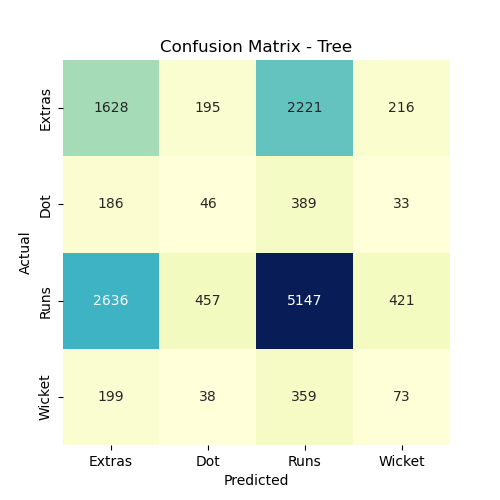 Confusion Matrix - Tree
Actual
Extras
1628 195 2221 216
Dot
186 46 389 33
Runs
2636 457 5147 421
Wicket
199 38 359 73
Extras Dot Runs Wicket
Predicted